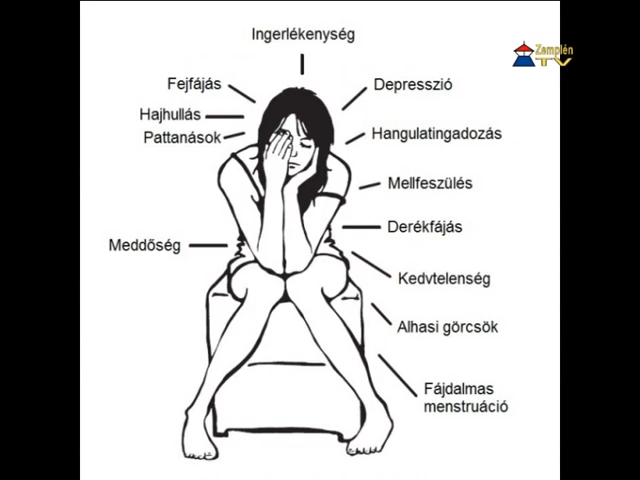 Ingerlékenység
Zemplén
TV
Fejfájás
Depresszió
Hajhullás
Pattanások
Hangulatingadozás
Mellfeszülés
Derékfájás
Meddőség
Kedvtelenség
Alhasi görcsök
Fájdalmas
menstruáció